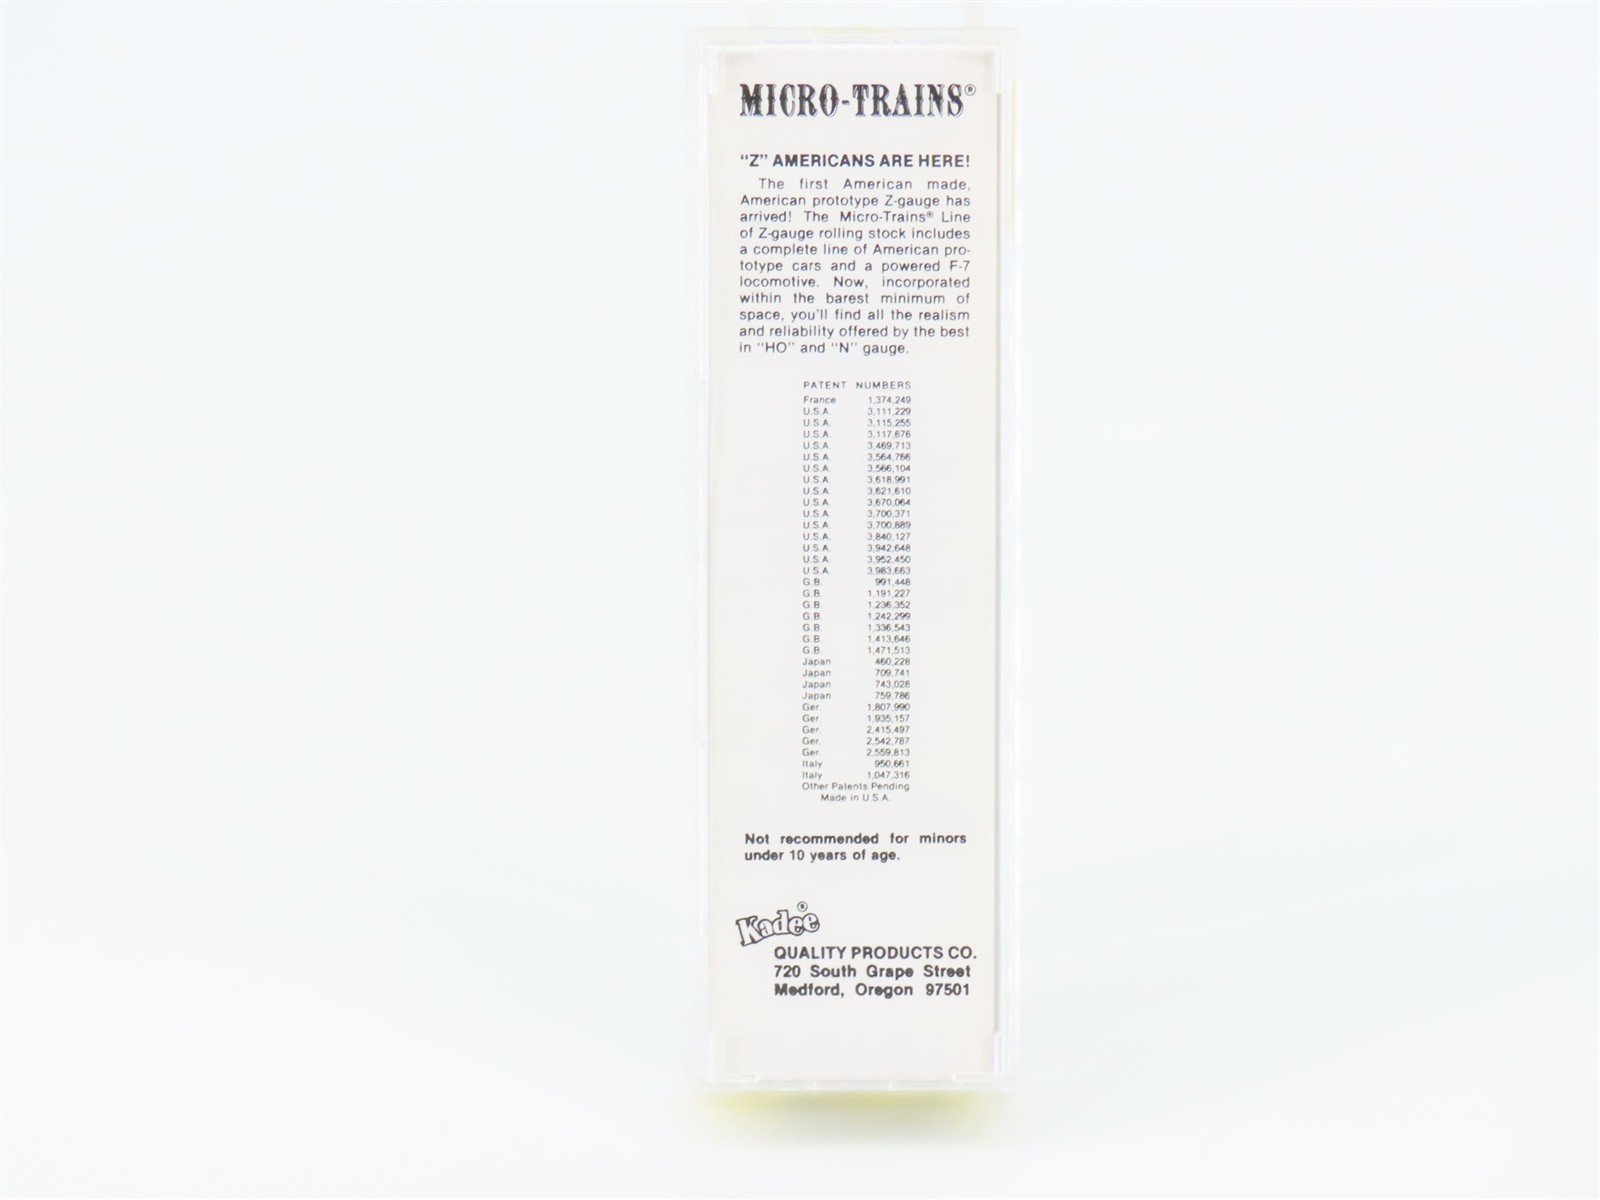 MICRO-TRAINS®
"Z" AMERICANS ARE HERE!
The first American made,
American prototype Z-gauge has
arrived! The Micro-Trains® Line
of Z-gauge rolling stock includes
a complete line of American pro-
totype cars and a powered F-7
locomotive. Now, incorporated
within the barest minimum of
space, you'll find all the realism
and reliability offered by the best
in "HO" and "N" gauge.
PATENT NUMBERS
France 1,374,249
U.S.A. 3,111,229
U.S.A. 3,115,255
U.S.A. 3,117,676
U.S.A. 3,469,713
U.S.A. 3,564,766
U.S.A. 3,566,104
U.S.A. 3,618,991
U.S.A. 3,621,610
U.S.A. 3,670,064
U.S.A. 3,700,371
U.S.A. 3,700,889
U.S.A. 3,840,127
U.S.A. 3,942,648
U.S.A. 3,952,450
U.S.A. 3,983,663
G.B. 991,448
G.B. 1,191,227
G.B. 1,236,352
G.B. 1,242,299
G.B. 1,336,543
G.B. 1,413,646
G.B. 1,471,513
Japan 460,228
Japan 709,741
Japan 743,028
Japan 759,786
Ger. 1,807,990
Ger. 1,935,157
Ger. 2,415,497
Ger. 2,542,787
Ger. 2,559,813
Italy 950,661
Italy 1,047,316
Other Patents Pending
Made in U.S.A.
Not recommended for minors
under 10 years of age.
Kadee®
QUALITY PRODUCTS CO.
720 South Grape Street
Medford, Oregon 97501